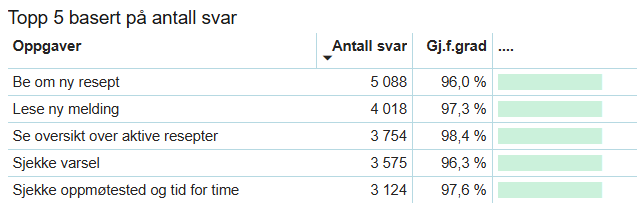 Topp 5 basert på antall svar
Oppgaver Antall svar Gj.f.grad ....
Be om ny resept 5 088 96,0 %
Lese ny melding 4 018 97,3 %
Se oversikt over aktive resepter 3 754 98,4 %
Sjekke varsel 3 575 96,3 %
Sjekke oppmøtested og tid for time 3 124 97,6 %